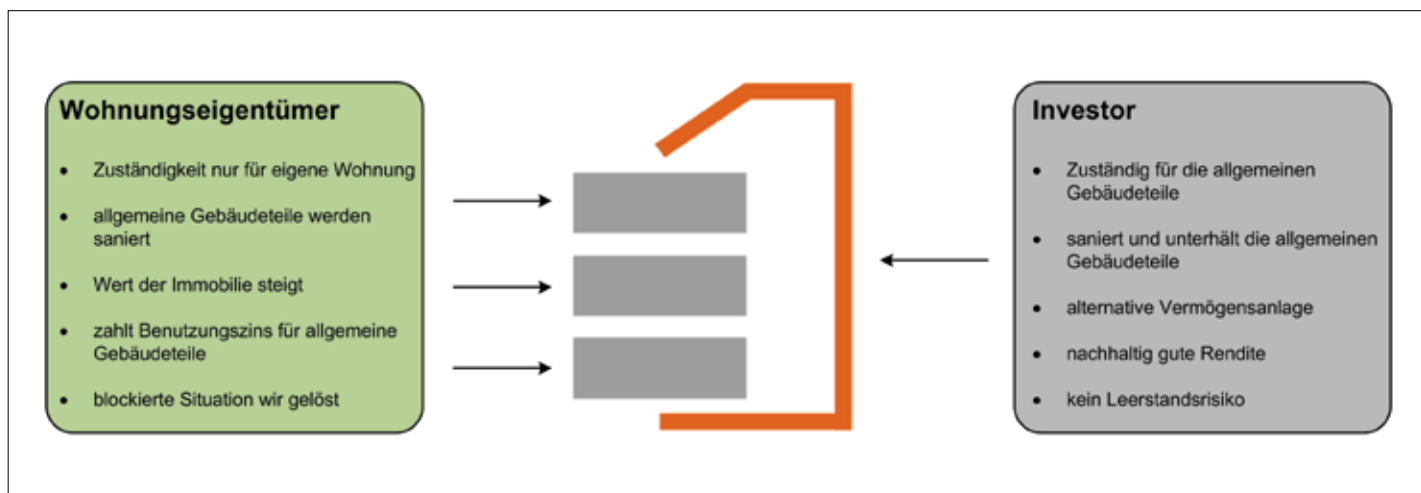 Wohnungseigentümer
• Zuständigkeit nur für eigene Wohnung
• allgemeine Gebäudeteile werden
saniert
• Wert der Immobilie steigt
• zahlt Benutzungszins für allgemeine
Gebäudeteile
• blockierte Situation wir gelöst
Investor
• Zuständig für die allgemeinen
Gebäudeteile
• saniert und unterhält die allgemeinen
Gebäudeteile
• alternative Vermögensanlage
• nachhaltig gute Rendite
• kein Leerstandsrisiko